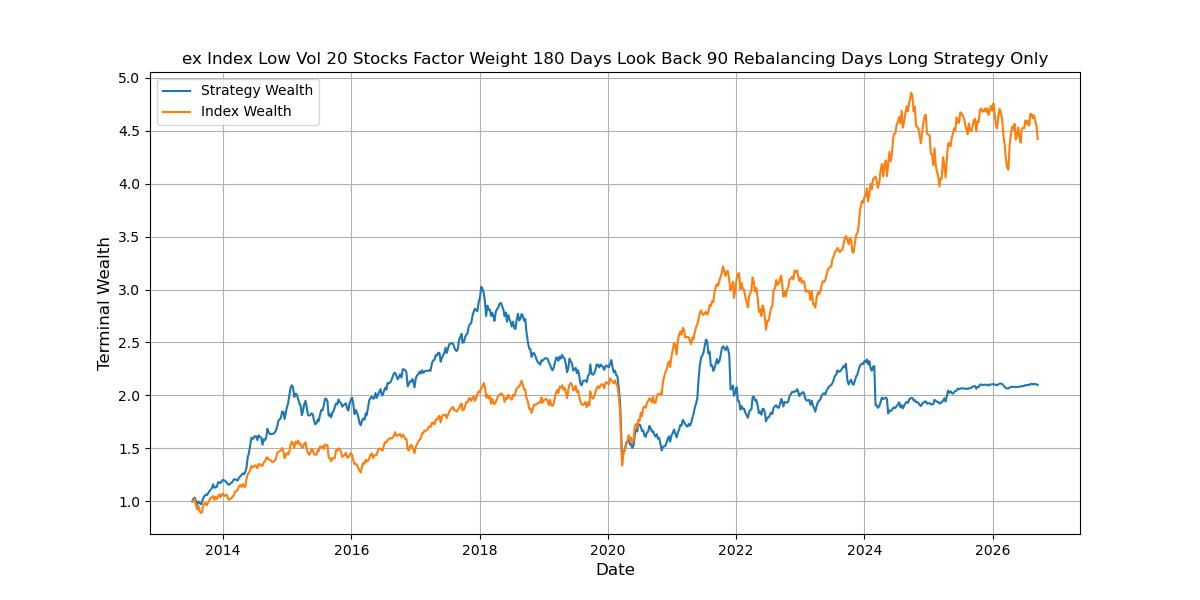 ex Index Low Vol 20 Stocks Factor Weight 180 Days Look Back 90 Rebalancing Days Long Strategy Only
Strategy Wealth
Index Wealth
Terminal Wealth
5.0
4.5
4.0
3.5
3.0
2.5
2.0
1.5
1.0
2014 2016 2018 2020 2022 2024 2026
Date